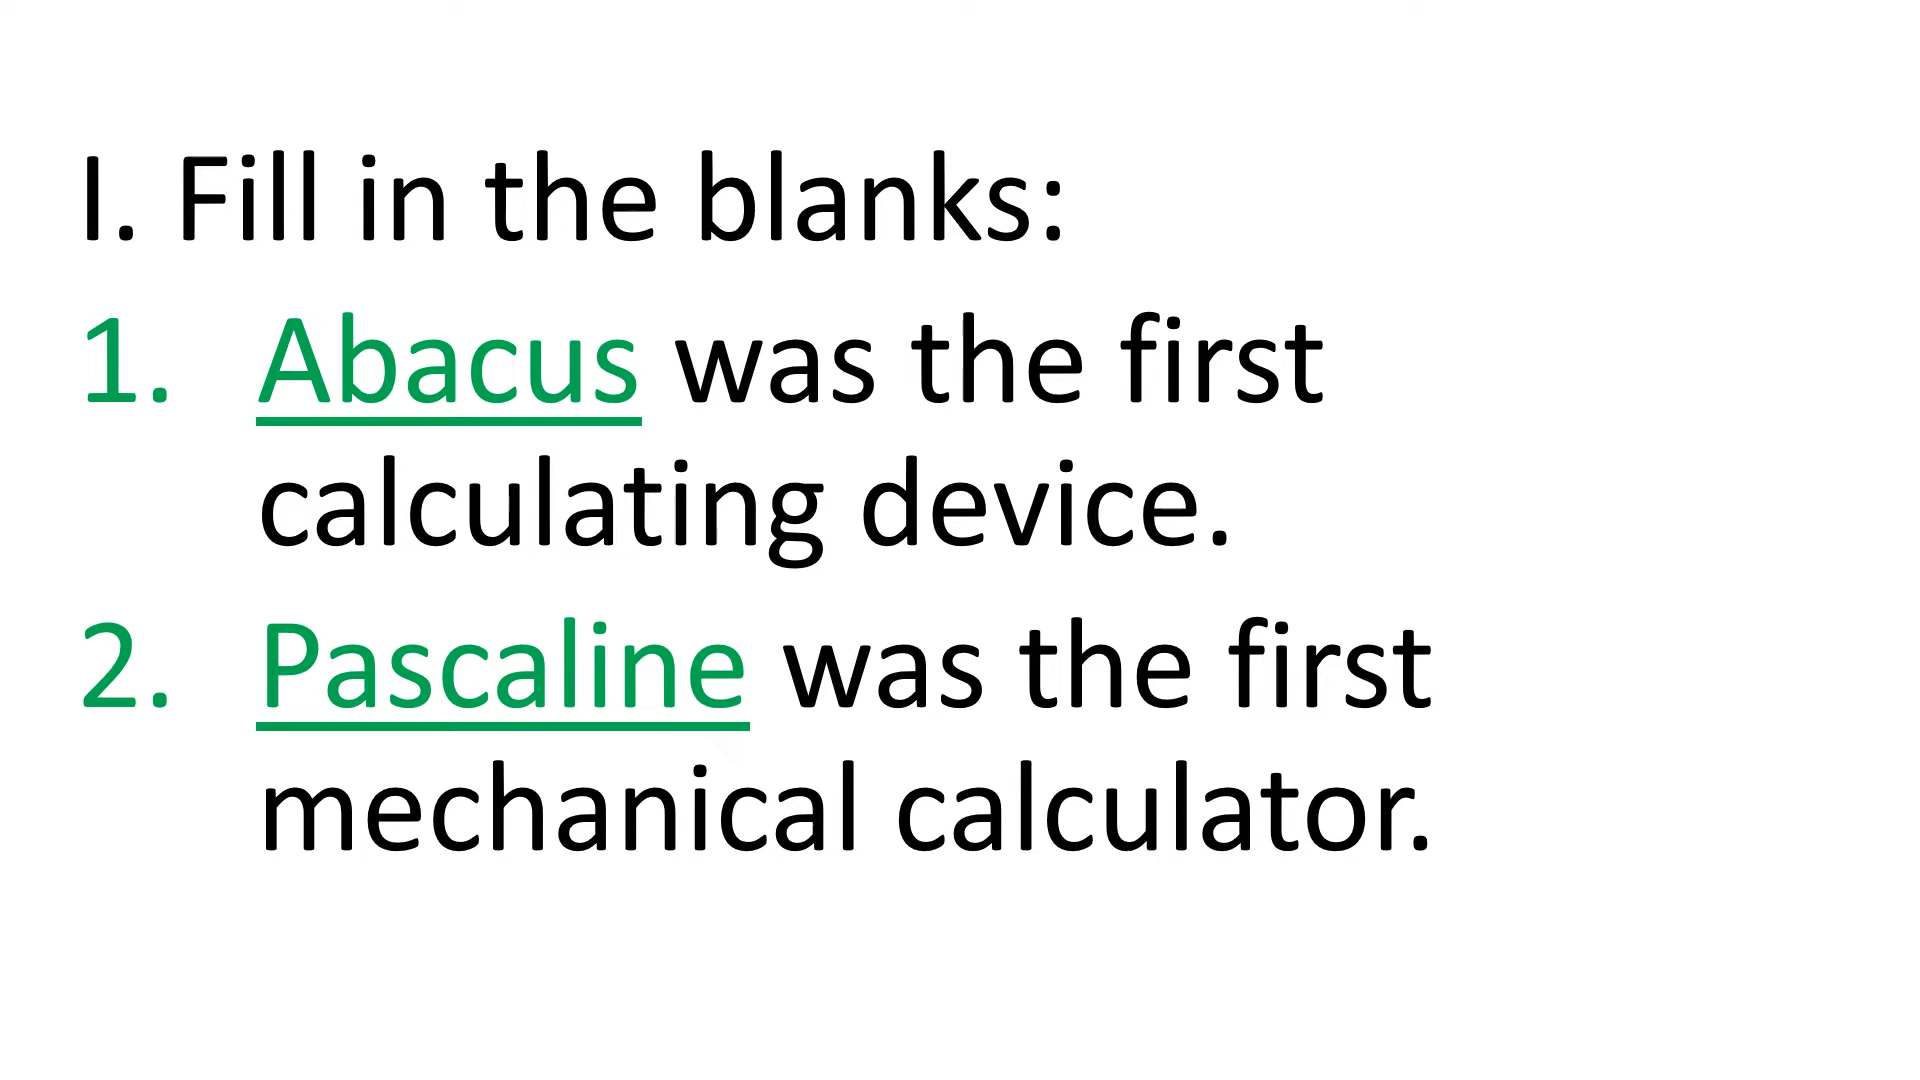 I. Fill in the blanks:
1. Abacus was the first
calculating device.
2. Pascaline was the first
mechanical calculator.